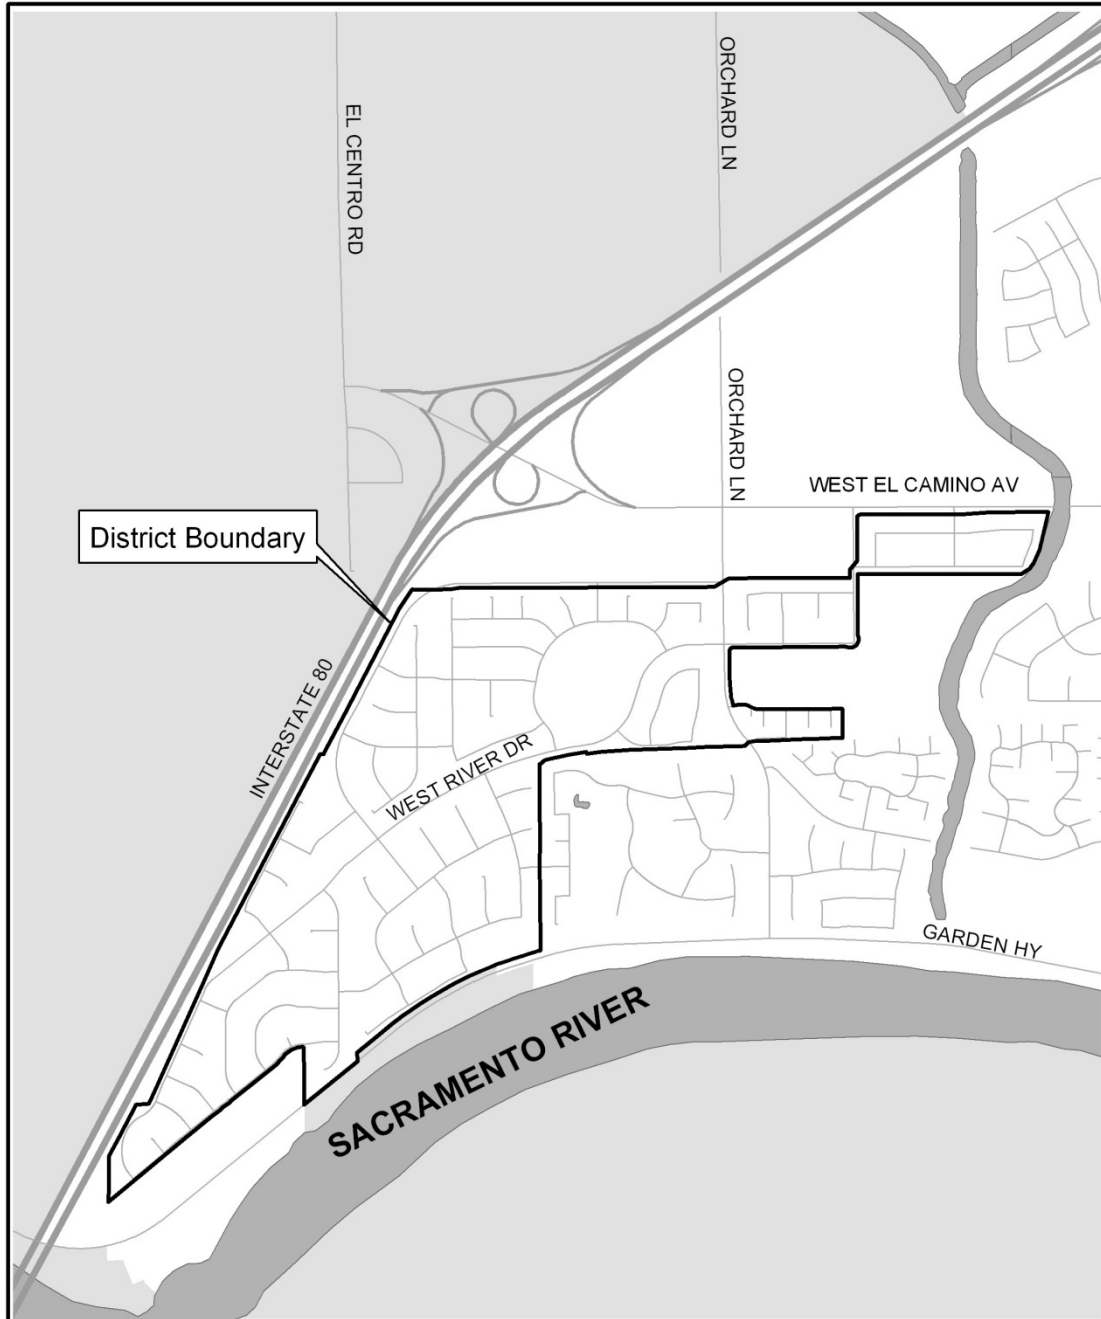 ORCHARD LN
EL CENTRO RD
ORCHARD LN
WEST EL CAMINO AV
District Boundary
INTERSTATE 80
WEST RIVER DR
GARDEN HY
SACRAMENTO RIVER